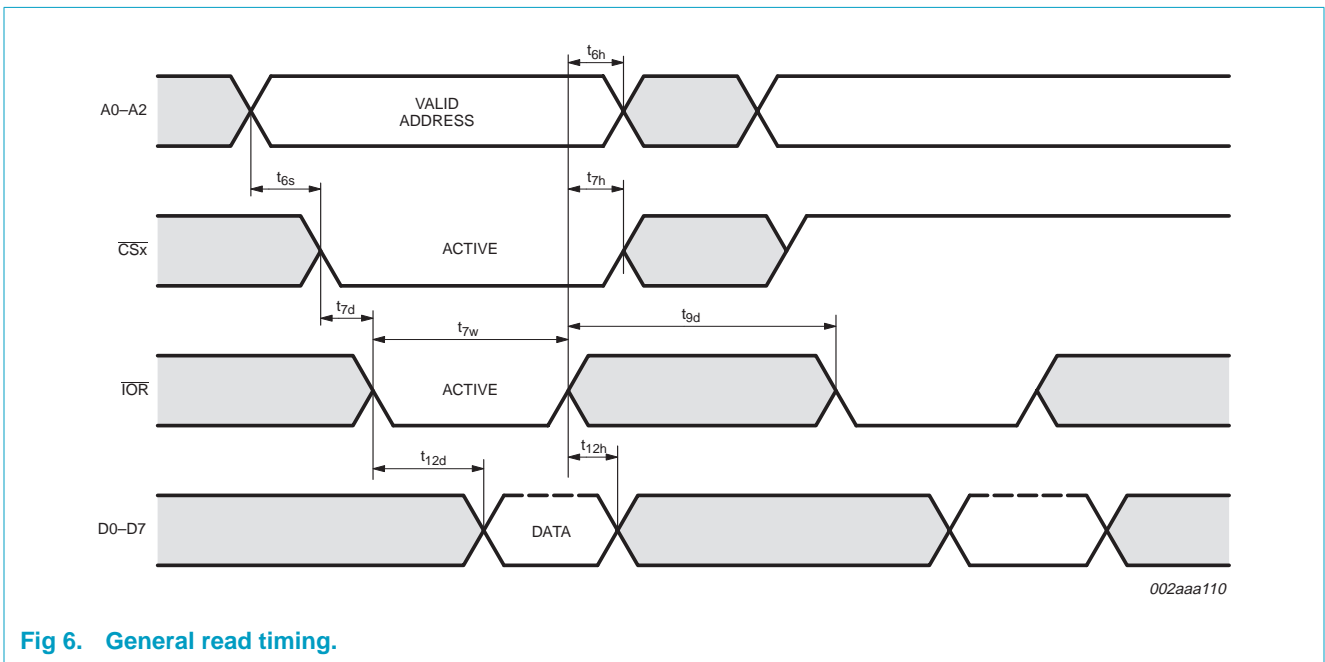 t6h
A0–A2
VALID
ADDRESS
t6s
t7h
CSx
ACTIVE
t7d
t7w
t9d
IOR
ACTIVE
t12d
t12h
D0–D7
DATA
002aaa110
Fig 6. General read timing.